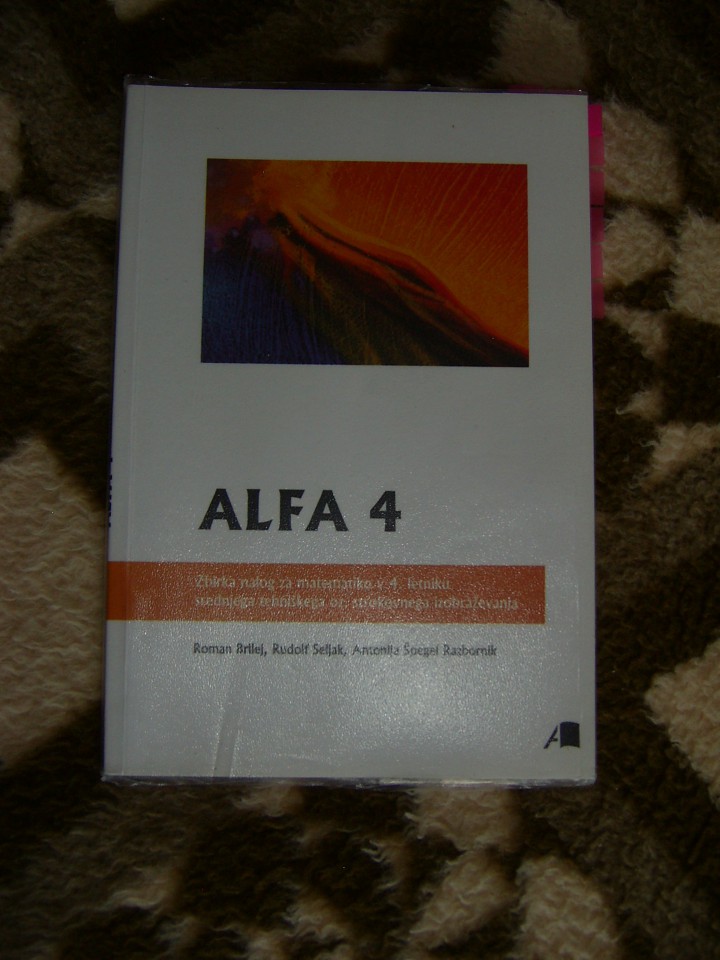 ALFA 4
Zbirka nalog za matematiko v 4. letniku
srednjega tehniškega oz. strokovnega izobraževanja
Roman Brilej, Rudolf Seljak, Antonija Špegel Razbornik